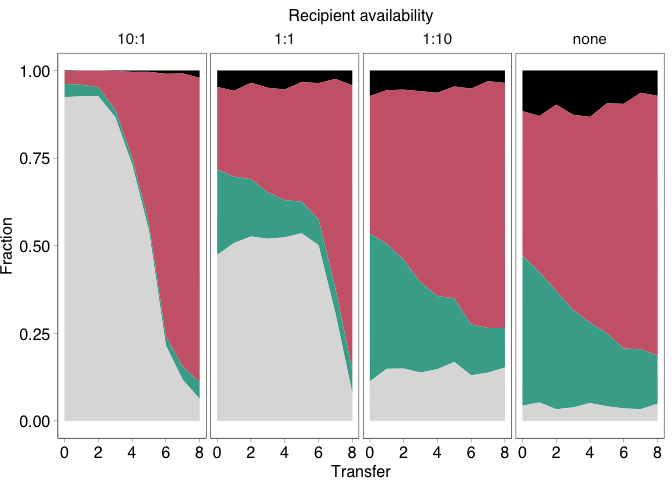 Recipient availability
10:1 1:1 1:10 none
Fraction
1.00
0.75
0.50
0.25
0.00
0 2 4 6 8 0 2 4 6 8 0 2 4 6 8 0 2 4 6 8
Transfer